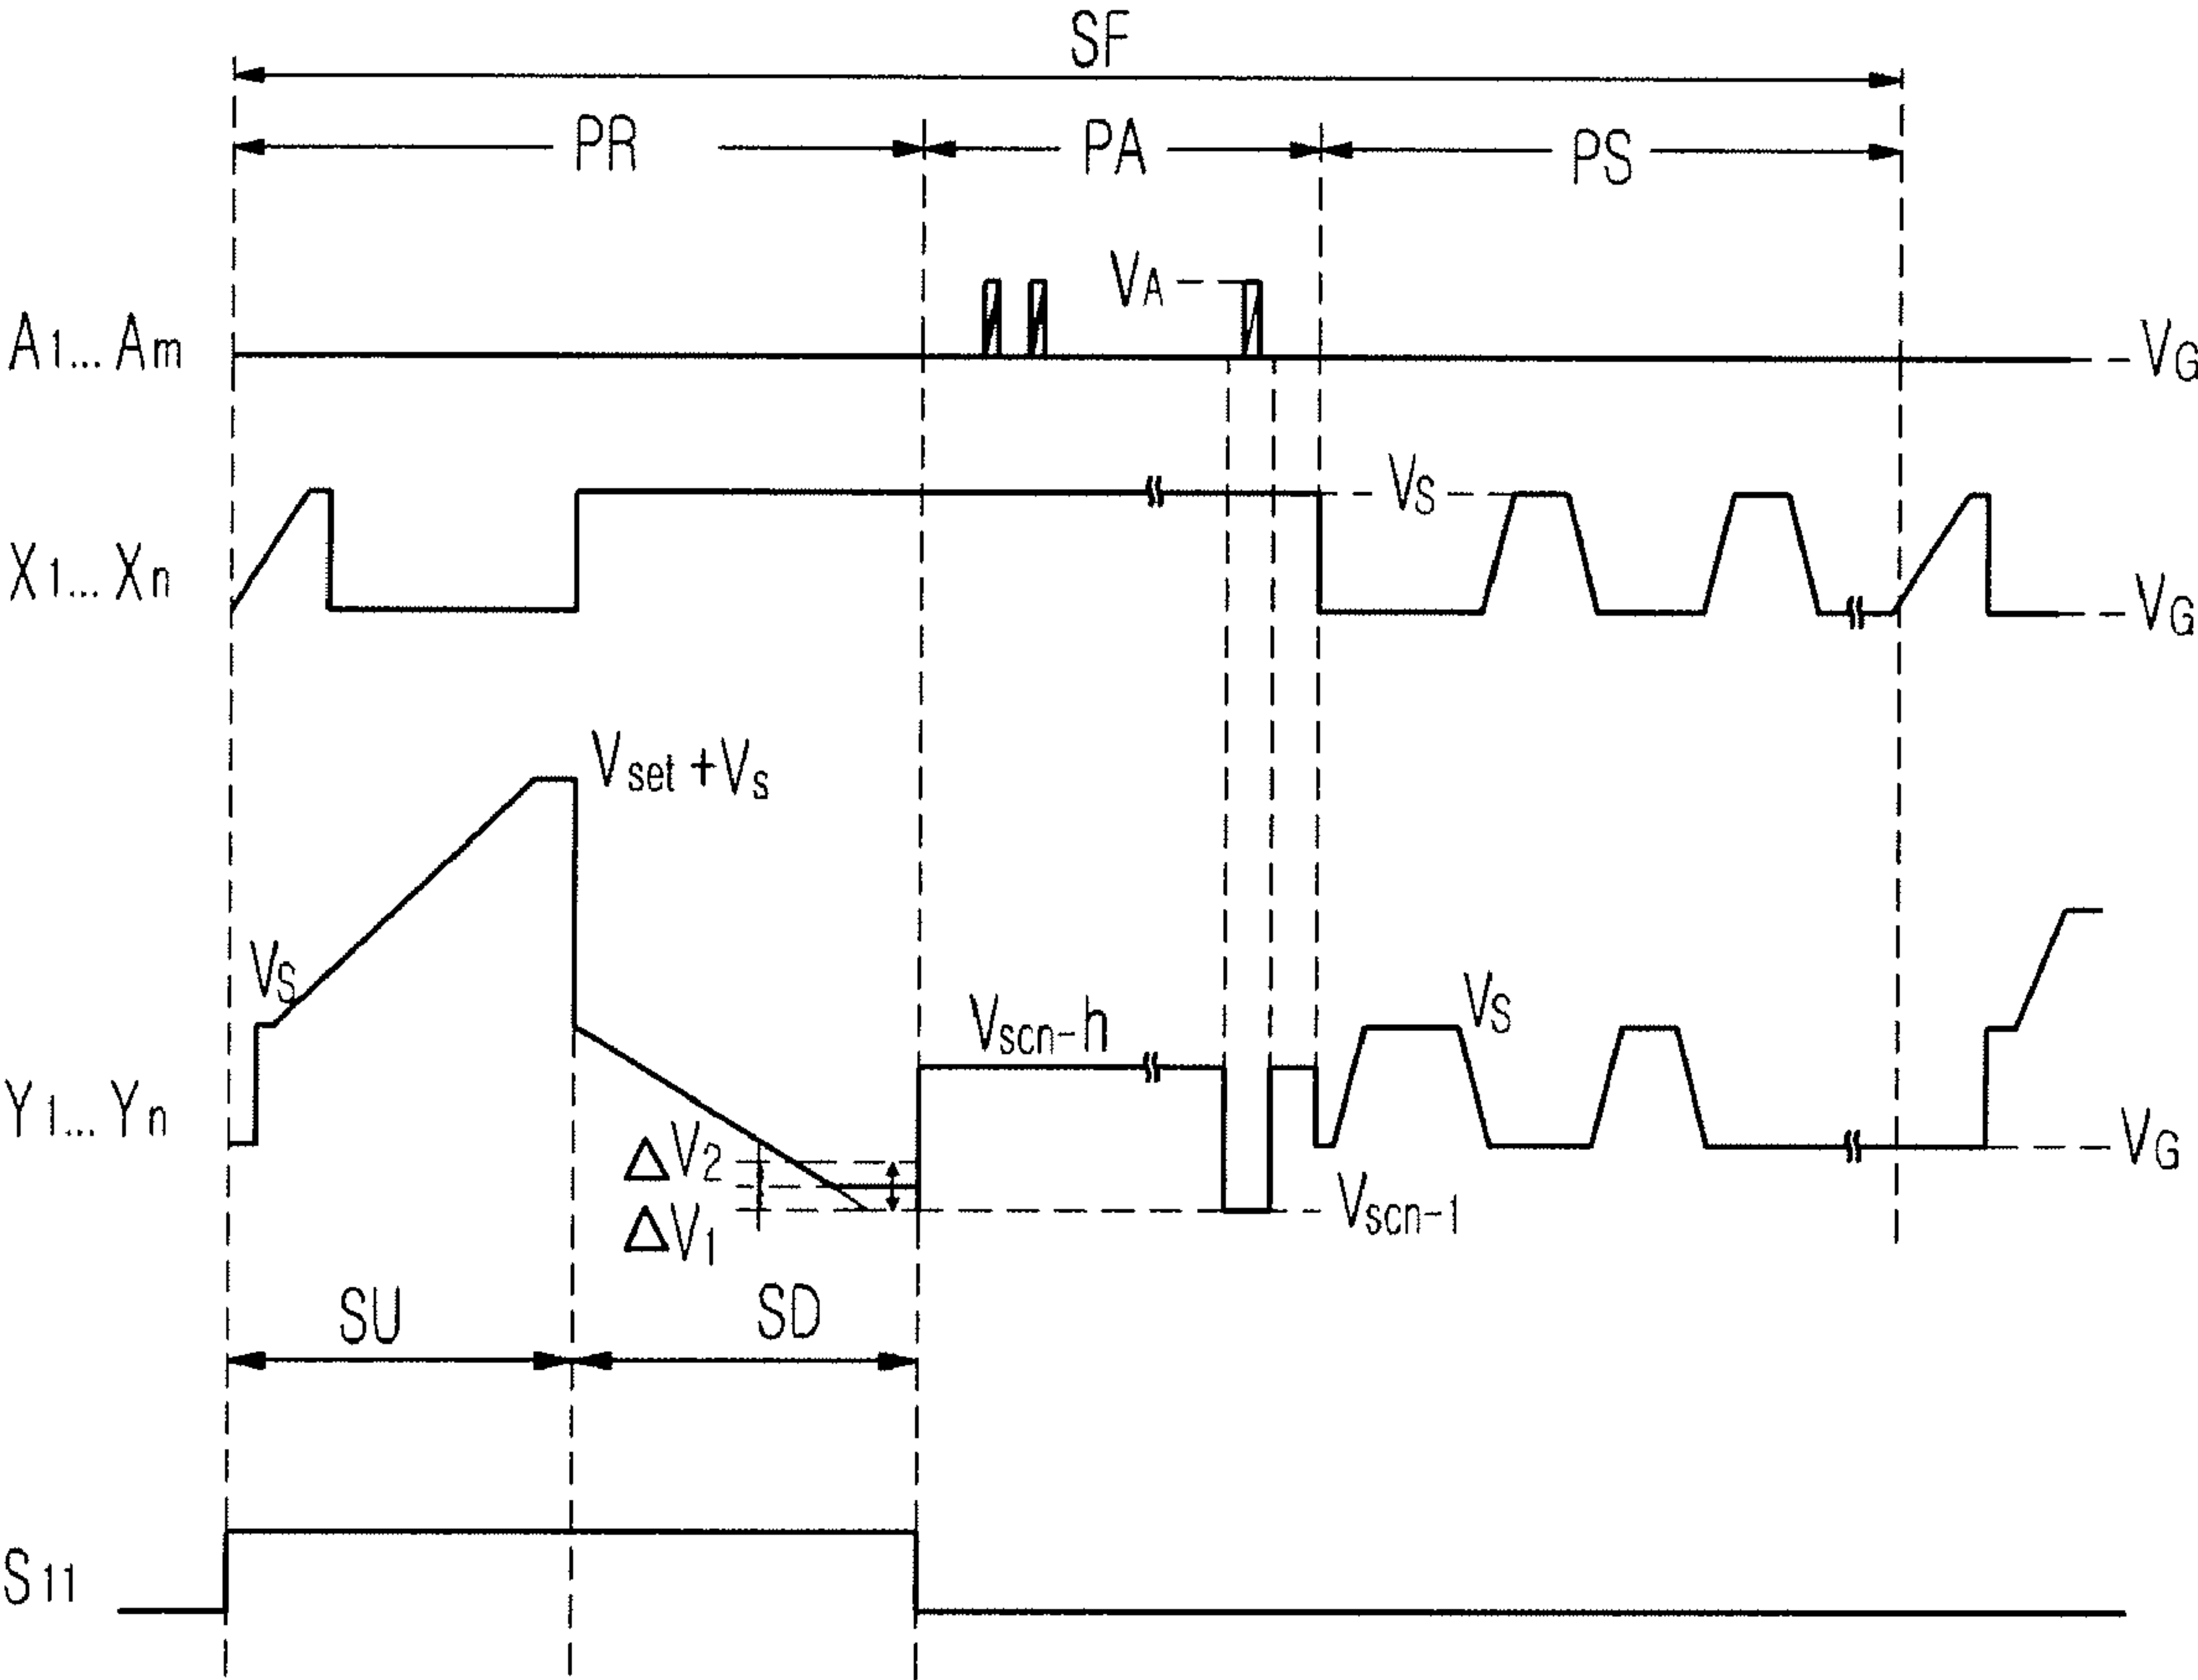 SF
PR PA PS
VA
A1... Am VG
VS
X1... Xn VG
Vset +Vs
VS
Vscn-h VS
Y1... Yn
ΔV2 VG
ΔV1 Vscn-1
SU SD
S11